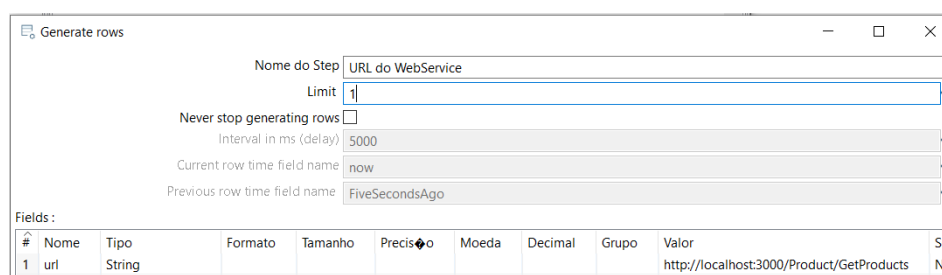 Generate rows
Nome do Step URL do WebService
Limit 1
Never stop generating rows
Interval in ms (delay) 5000
Current row time field name now
Previous row time field name FiveSecondsAgo
Fields :
# Nome Tipo Formato Tamanho Precis�o Moeda Decimal Grupo Valor S
1 url String http://localhost:3000/Product/GetProducts N